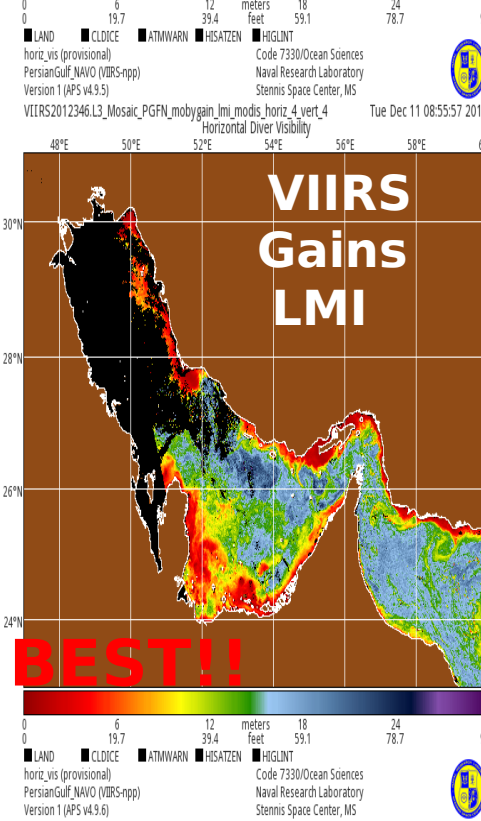 0 6 12 meters 18 24
0 19.7 39.4 feet 59.1 78.7
LAND CLDICE ATMWARN HISATZEN HIGLINT
horiz_vis (provisional) Code 7330/Ocean Sciences
PersianGulf_NAVO (VIIRS-npp) Naval Research Laboratory
Version 1 (APS v4.9.5) Stennis Space Center, MS
VIIRS2012346.L3_Mosaic_PGFN_mobygain_lmi_modis_horiz_4_vert_4 Tue Dec 11 08:55:57 201
Horizontal Diver Visibility
48°E 50°E 52°E 54°E 56°E 58°E 6
VIIRS
30°N
Gains
LMI
28°N
26°N
24°N
BEST!!
0 6 12 meters 18 24
0 19.7 39.4 feet 59.1 78.7
LAND CLDICE ATMWARN HISATZEN HIGLINT
horiz_vis (provisional) Code 7330/Ocean Sciences
PersianGulf_NAVO (VIIRS-npp) Naval Research Laboratory
Version 1 (APS v4.9.6) Stennis Space Center, MS